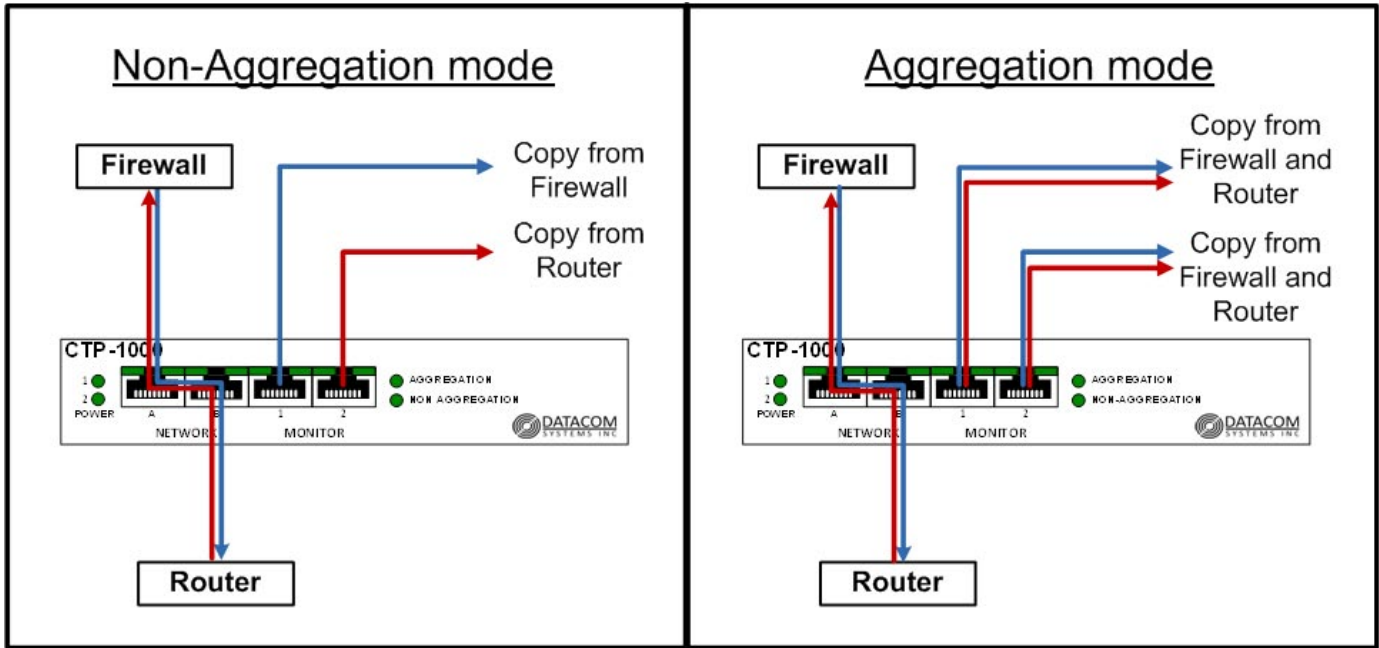 Non-Aggregation mode
Firewall
Copy from
Firewall
Copy from
Router
CTP-1000
1
2
POWER
A
B
1
2
NETWORK
MONITOR
AGGREGATION
NON AGGREGATION
DATACOM
SYSTEMS INC
Router
Aggregation mode
Firewall
Copy from
Firewall and
Router
Copy from
Firewall and
Router
CTP-1000
1
2
POWER
A
B
1
2
NETWORK
MONITOR
AGGREGATION
NON-AGGREGATION
DATACOM
SYSTEMS INC
Router